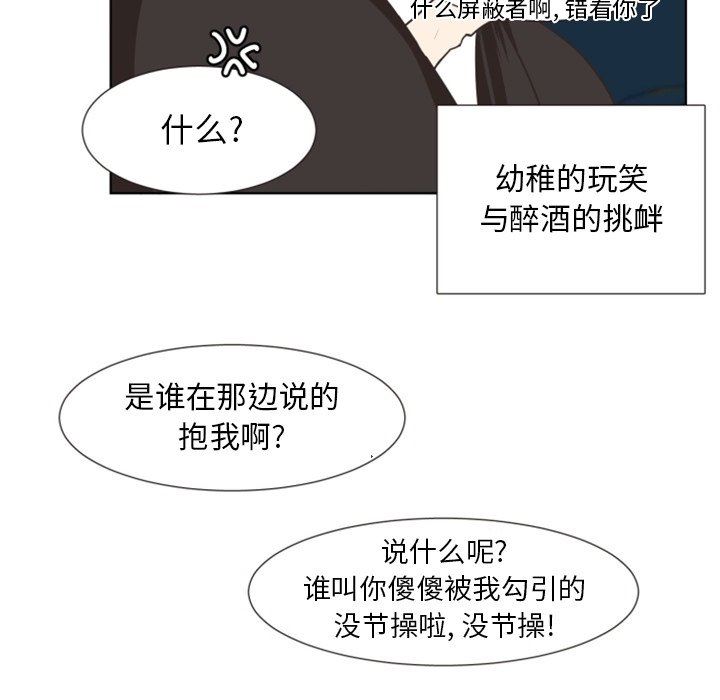 什么屏蔽者啊, 错看你了
什么?
幼稚的玩笑
与醉酒的挑衅
是谁在那边说的
抱我啊?
说什么呢?
谁叫你傻傻被我勾引的
没节操啦, 没节操!